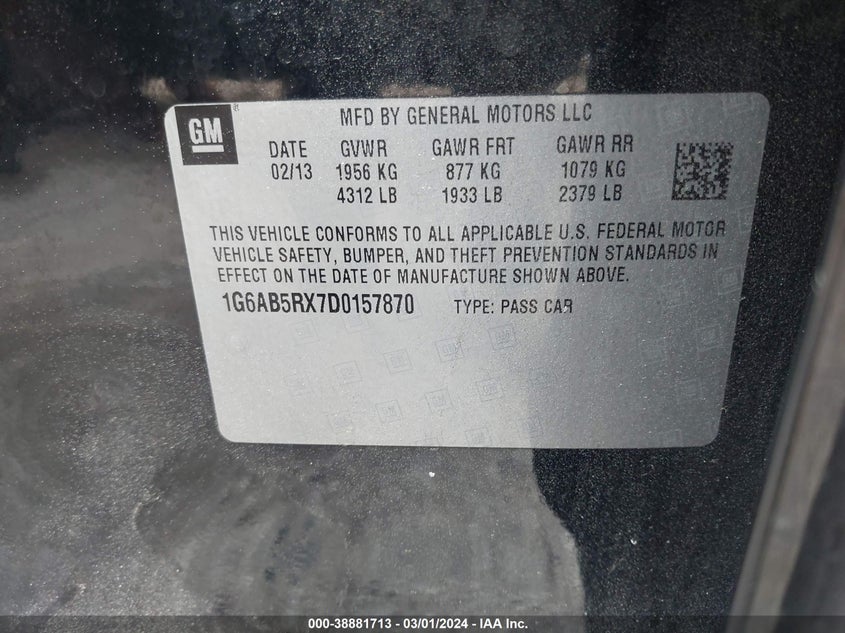 GM
MFD BY GENERAL MOTORS LLC
DATE GVWR GAWR FRT GAWR RR
02/13 1956 KG 877 KG 1079 KG
4312 LB 1933 LB 2379 LB
THIS VEHICLE CONFORMS TO ALL APPLICABLE U.S. FEDERAL MOTOR
VEHICLE SAFETY, BUMPER, AND THEFT PREVENTION STANDARDS IN
EFFECT ON THE DATE OF MANUFACTURE SHOWN ABOVE.
1G6AB5RX7D0157870 TYPE: PASS CAR
000-38881713 - 03/01/2024 - IAA Inc.